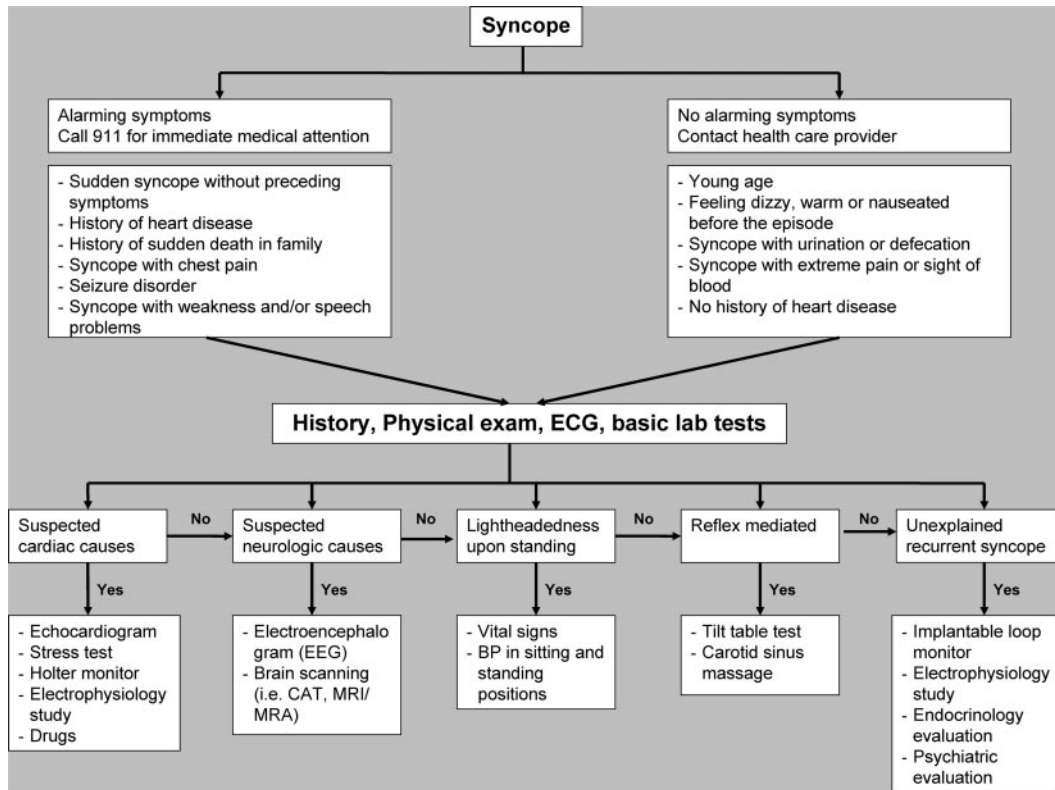 Syncope
Alarming symptoms
Call 911 for immediate medical attention
No alarming symptoms
Contact health care provider
- Sudden syncope without preceding
symptoms
- History of heart disease
- History of sudden death in family
- Syncope with chest pain
- Seizure disorder
- Syncope with weakness and/or speech
problems
- Young age
- Feeling dizzy, warm or nauseated
before the episode
- Syncope with urination or defecation
- Syncope with extreme pain or sight of
blood
- No history of heart disease
History, Physical exam, ECG, basic lab tests
Suspected
cardiac causes
No
Suspected
neurologic causes
No
Lightheadedness
upon standing
No
Reflex mediated
No
Unexplained
recurrent syncope
Yes
Yes
Yes
Yes
Yes
- Echocardiogram
- Stress test
- Holter monitor
- Electrophysiology
study
- Drugs
- Electroencephalo
gram (EEG)
- Brain scanning
(i.e. CAT, MRI/
MRA)
- Vital signs
- BP in sitting and
standing
positions
- Tilt table test
- Carotid sinus
massage
- Implantable loop
monitor
- Electrophysiology
study
- Endocrinology
evaluation
- Psychiatric
evaluation